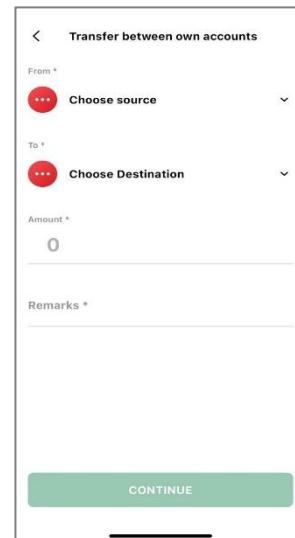 Transfer between own accounts
From *
Choose source
To *
Choose Destination
Amount *
0
Remarks *
CONTINUE